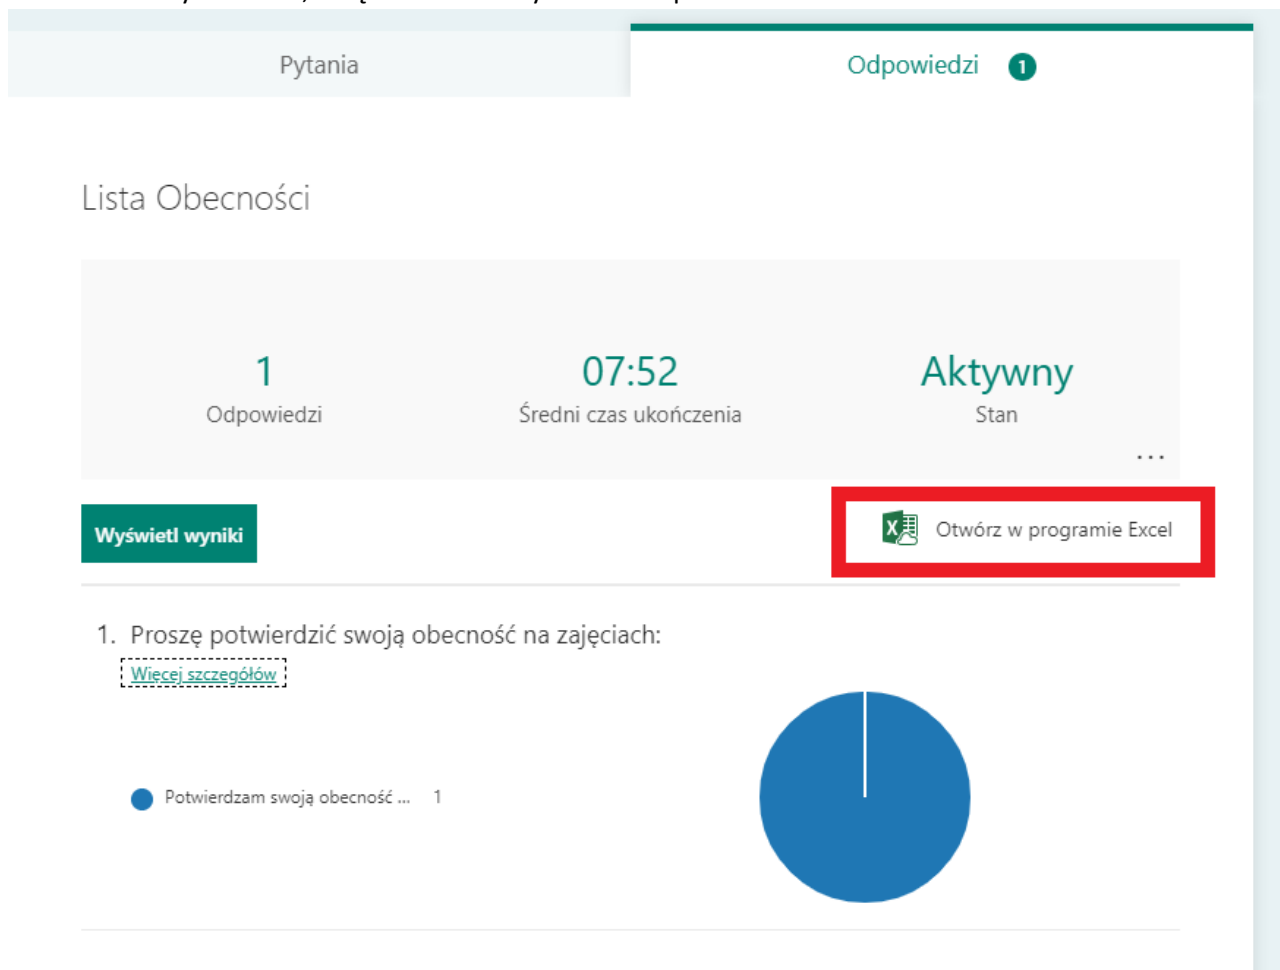 Pytania
Odpowiedzi 1
Lista Obecności
1 07:52 Aktywny
Odpowiedzi Średni czas ukończenia Stan
...
Wyświetl wyniki
Otwórz w programie Excel
1. Proszę potwierdzić swoją obecność na zajęciach:
Więcej szczegółów
Potwierdzam swoją obecność ... 1